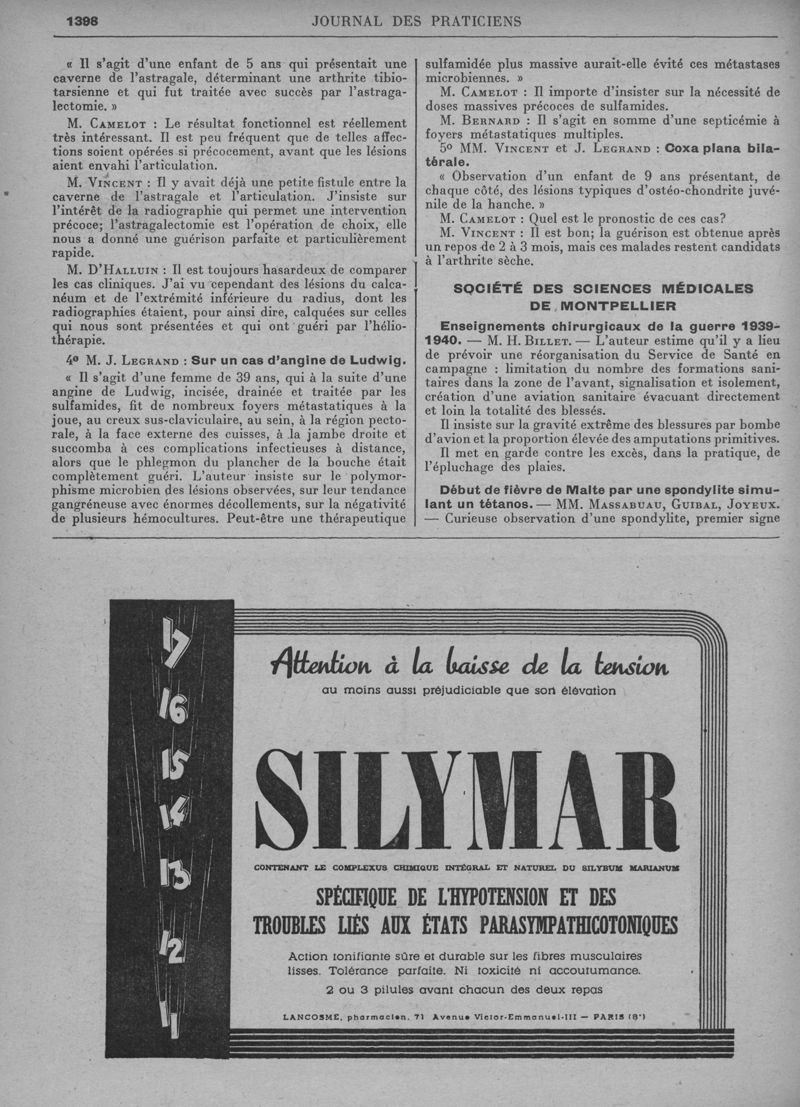 1398
JOURNAL DES PRATICIENS
« Il s'agit d'une enfant de 5 ans qui présentait une
caverne de l'astragale, déterminant une arthrite tibio-
tarsienne et qui fut traitée avec succès par l'astraga-
lectomie. »
M. CAMELOT : Le résultat fonctionnel est réellement
très intéressant. Il est peu fréquent que de telles affec-
tions soient opérées si précocement, avant que les lésions
aient envahi l'articulation.
M. VINCENT : Il y avait déjà une petite fistule entre la
caverne de l'astragale et l'articulation. J'insiste sur
l'intérêt de la radiographie qui permet une intervention
précoce; l'astragalectomie est l'opération de choix, elle
nous a donné une guérison parfaite et particulièrement
rapide.
M. D'HALLUIN : Il est toujours hasardeux de comparer
les cas cliniques. J'ai vu cependant des lésions du calca-
néum et de l'extrémité inférieure du radius, dont les
radiographies étaient, pour ainsi dire, calquées sur celles
qui nous sont présentées et qui ont guéri par l'hélio-
thérapie.
4º M. J. LEGRAND : Sur un cas d'angine de Ludwig.
« Il s'agit d'une femme de 39 ans, qui à la suite d'une
angine de Ludwig, incisée, drainée et traitée par les
sulfamides, fit de nombreux foyers métastatiques à la
joue, au creux sus-claviculaire, au sein, à la région pecto-
rale, à la face externe des cuisses, à la jambe droite et
succomba à ces complications infectieuses à distance,
alors que le phlegmon du plancher de la bouche était
complètement guéri. L'auteur insiste sur le polymor-
phisme microbien des lésions observées, sur leur tendance
gangréneuse avec énormes décollements, sur la négativité
de plusieurs hémocultures. Peut-être une thérapeutique
sulfamidée plus massive aurait-elle évité ces métastases
microbiennes. »
M. CAMELOT : Il importe d'insister sur la nécessité de
doses massives précoces de sulfamides.
M. BERNARD : Il s'agit en somme d'une septicémie à
foyers métastatiques multiples.
5º MM. VINCENT et J. LEGRAND : Coxa plana bila-
térale.
« Observation d'un enfant de 9 ans présentant, de
chaque côté, des lésions typiques d'ostéo-chondrite juvé-
nile de la hanche. »
M. CAMELOT : Quel est le pronostic de ces cas?
M. VINCENT : Il est bon; la guérison est obtenue après
un repos de 2 à 3 mois, mais ces malades restent candidats
à l'arthrite sèche.
SOCIÉTÉ DES SCIENCES MÉDICALES
DE MONTPELLIER
Enseignements chirurgicaux de la guerre 1939-
1940. — M. H. BILLET. — L'auteur estime qu'il y a lieu
de prévoir une réorganisation du Service de Santé en
campagne : limitation du nombre des formations sani-
taires dans la zone de l'avant, signalisation et isolement,
création d'une aviation sanitaire évacuant directement
et loin la totalité des blessés.
Il insiste sur la gravité extrême des blessures par bombe
d'avion et la proportion élevée des amputations primitives.
Il met en garde contre les excès, dans la pratique, de
l'épluchage des plaies.
Début de fièvre de Malte par une spondylite simu-
lant un tétanos. — MM. MASSABUAU, GUIBAL, JOYEUX.
— Curieuse observation d'une spondylite, premier signe
17
16
15
14
13
12
11
Attention à la baisse de la tension
au moins aussi préjudiciable que son élévation
SILYMAR
CONTENANT LE COMPLEXUS CHIMIQUE INTÉGRAL ET NATUREL DU SILYBUM MARIANUM
SPÉCIFIQUE DE L'HYPOTENSION ET DES
TROUBLES LIÉS AUX ÉTATS PARASYMPATHICOTONIQUES
Action tonifiante sûre et durable sur les fibres musculaires
lisses. Tolérance parfaite. Ni toxicité ni accoutumance.
2 ou 3 pilules avant chacun des deux repas
LANCOSME, pharmacien, 71 Avenue Victor-Emmanuel-III — PARIS (8ᵉ)